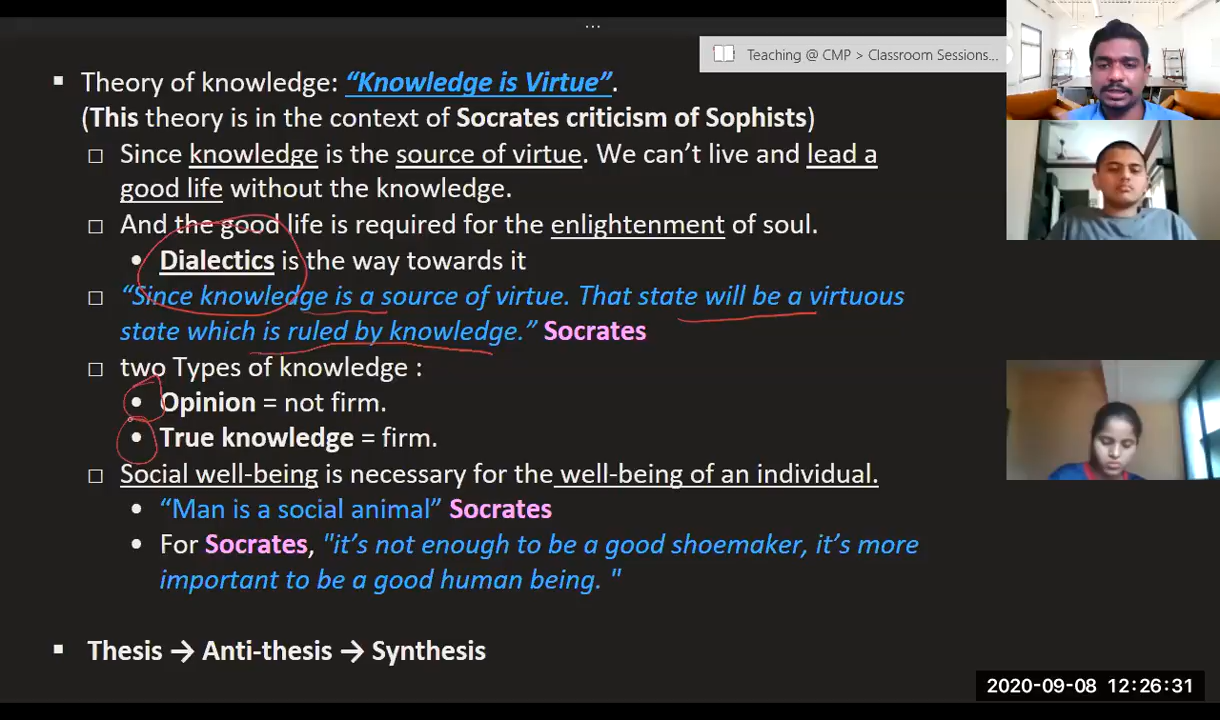 ...
Teaching @ CMP > Classroom Sessions...
▪ Theory of knowledge: “Knowledge is Virtue”.
(This theory is in the context of Socrates criticism of Sophists)
□ Since knowledge is the source of virtue. We can’t live and lead a
good life without the knowledge.
□ And the good life is required for the enlightenment of soul.
• Dialectics is the way towards it
□ “Since knowledge is a source of virtue. That state will be a virtuous
state which is ruled by knowledge.” Socrates
□ two Types of knowledge :
• Opinion = not firm.
• True knowledge = firm.
□ Social well-being is necessary for the well-being of an individual.
• “Man is a social animal” Socrates
• For Socrates, "it’s not enough to be a good shoemaker, it’s more
important to be a good human being. "
▪ Thesis → Anti-thesis → Synthesis
2020-09-08 12:26:31